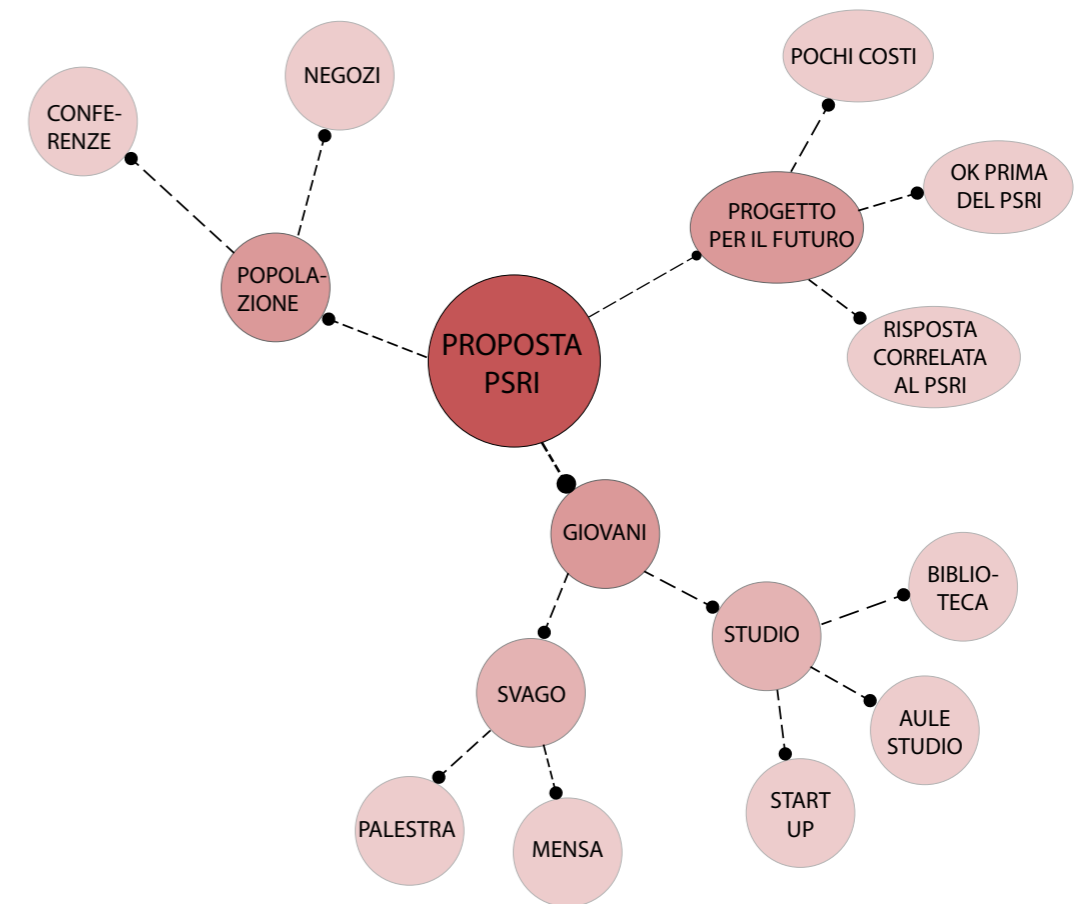 POCHI COSTI
NEGOZI
CONFE-
RENZE
OK PRIMA
DEL PSRI
PROGETTO
PER IL FUTURO
POPOLA-
ZIONE
RISPOSTA
CORRELATA
AL PSRI
PROPOSTA
PSRI
GIOVANI
BIBLIO-
TECA
STUDIO
SVAGO
AULE
STUDIO
START
UP
PALESTRA
MENSA